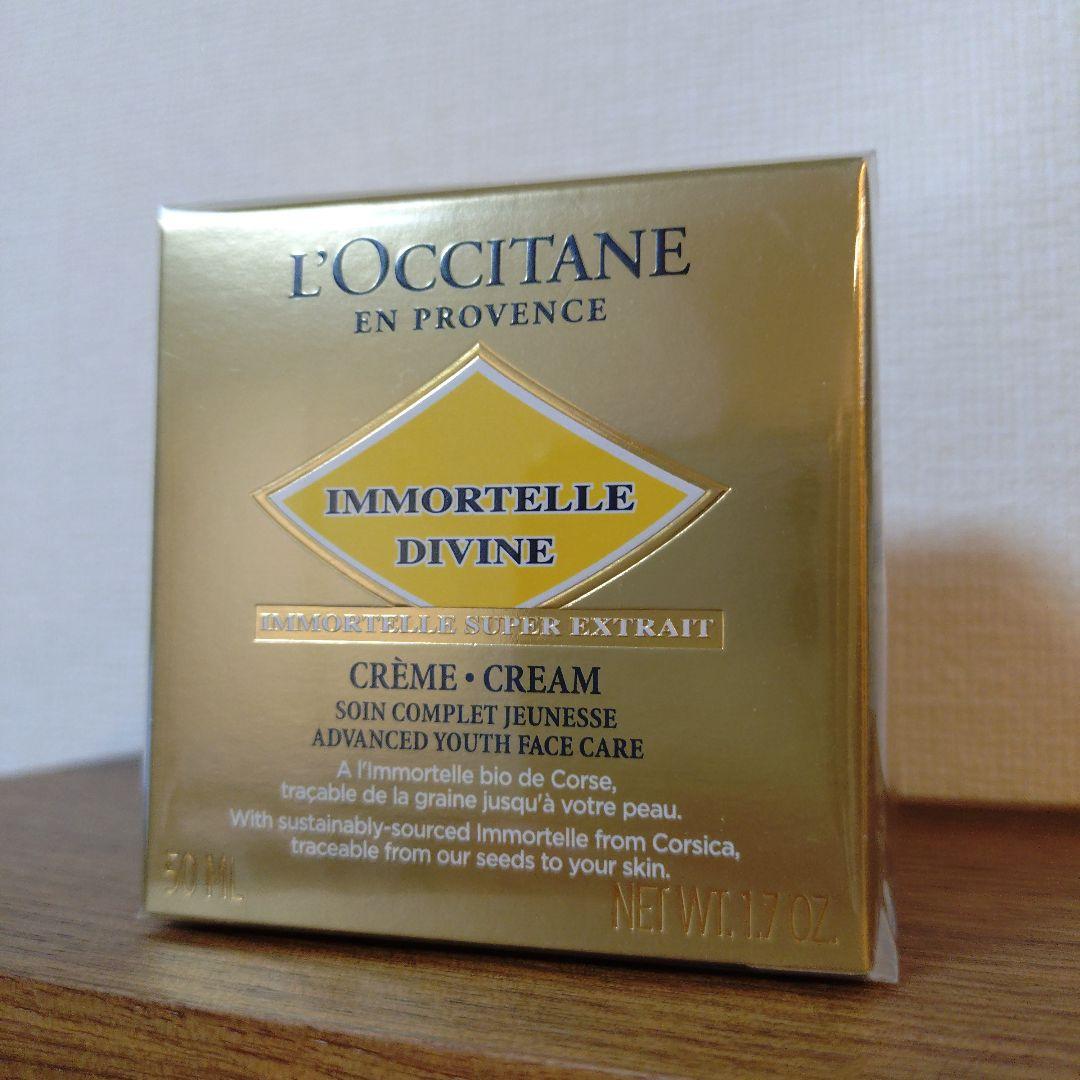 L'OCCITANE
EN PROVENCE
IMMORTELLE
DIVINE
IMMORTELLE SUPER EXTRAIT
CRÈME • CREAM
SOIN COMPLET JEUNESSE
ADVANCED YOUTH FACE CARE
A l'Immortelle bio de Corse,
traçable de la graine jusqu'à votre peau.
With sustainably-sourced Immortelle from Corsica,
traceable from our seeds to your skin.
50 ML
NET WT. 1.7 OZ.